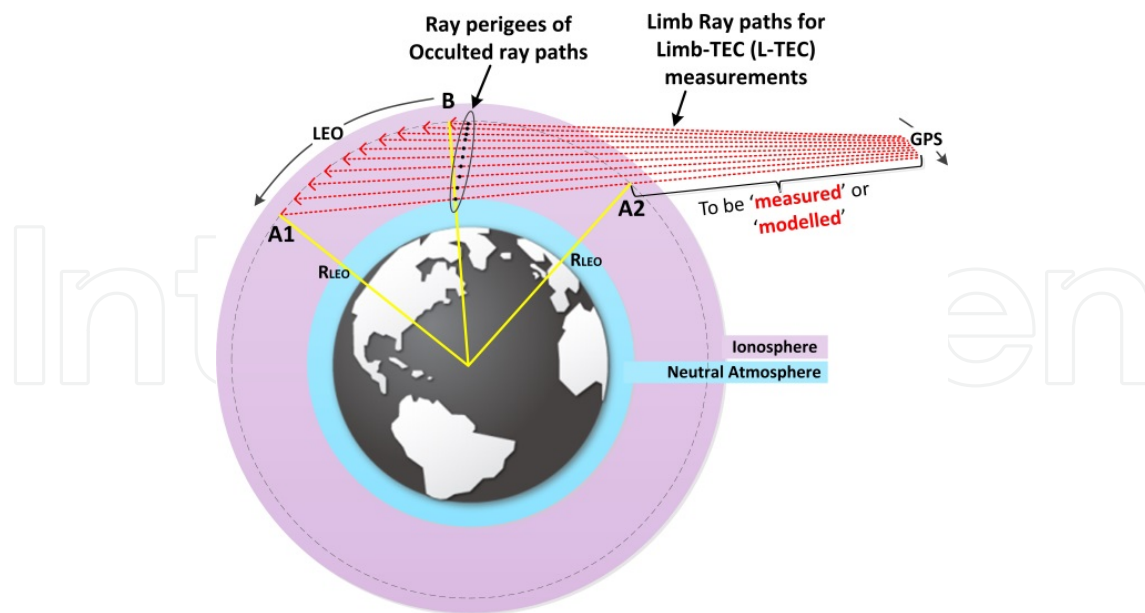 Ray perigees of
Occulted ray paths
Limb Ray paths for
Limb-TEC (L-TEC)
measurements
B
LEO
GPS
To be ‘measured’ or
‘modelled’
A1
A2
RLEO
RLEO
Ionosphere
Neutral Atmosphere